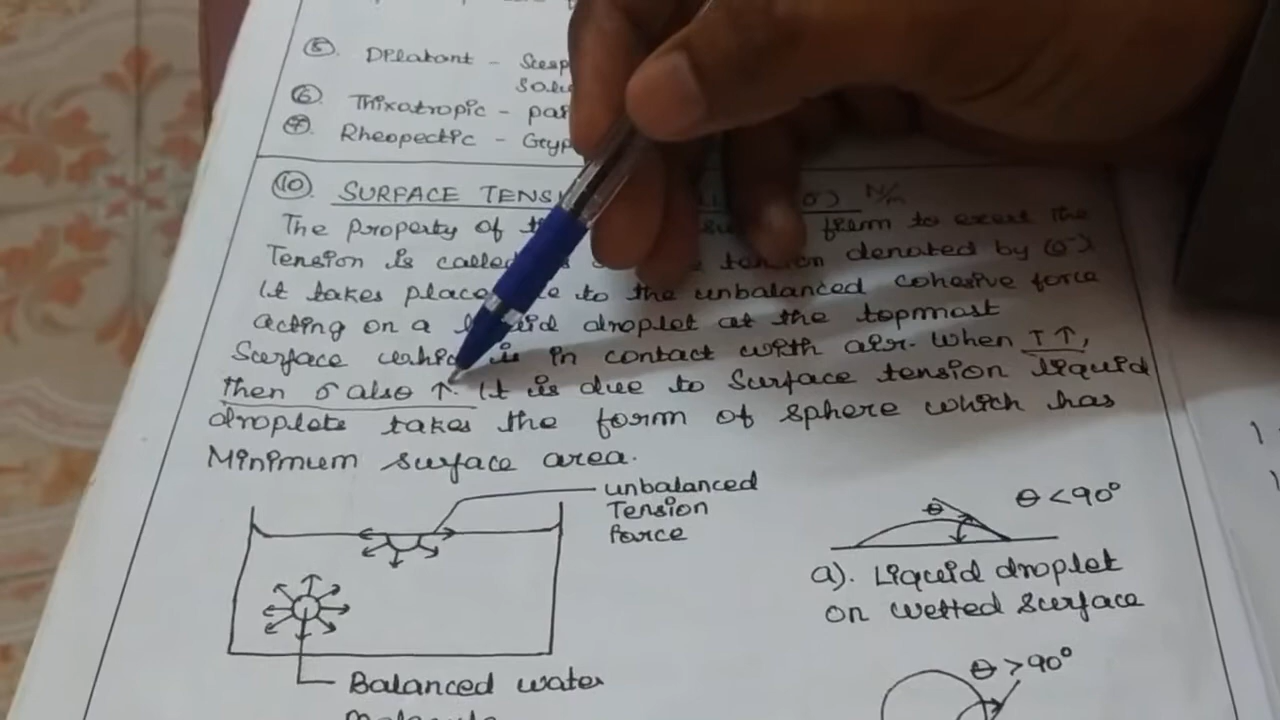 (5). Dilatant -
(6). Thixatropic -
(7). Rheopectic -
(10). SURFACE TENS σ) N/m
The property of film to exert the
Tension is called tension denoted by (σ).
It takes place to the unbalanced cohesive force
acting on a droplet at the topmost
Surface which is in contact with air. When T↑,
then σ also ↑. It is due to Surface tension liquid
droplets takes the form of sphere which has
Minimum surface area.
unbalanced
Tension
force
θ
θ < 90°
a). Liquid droplet
on wetted surface
θ > 90°
Balanced water